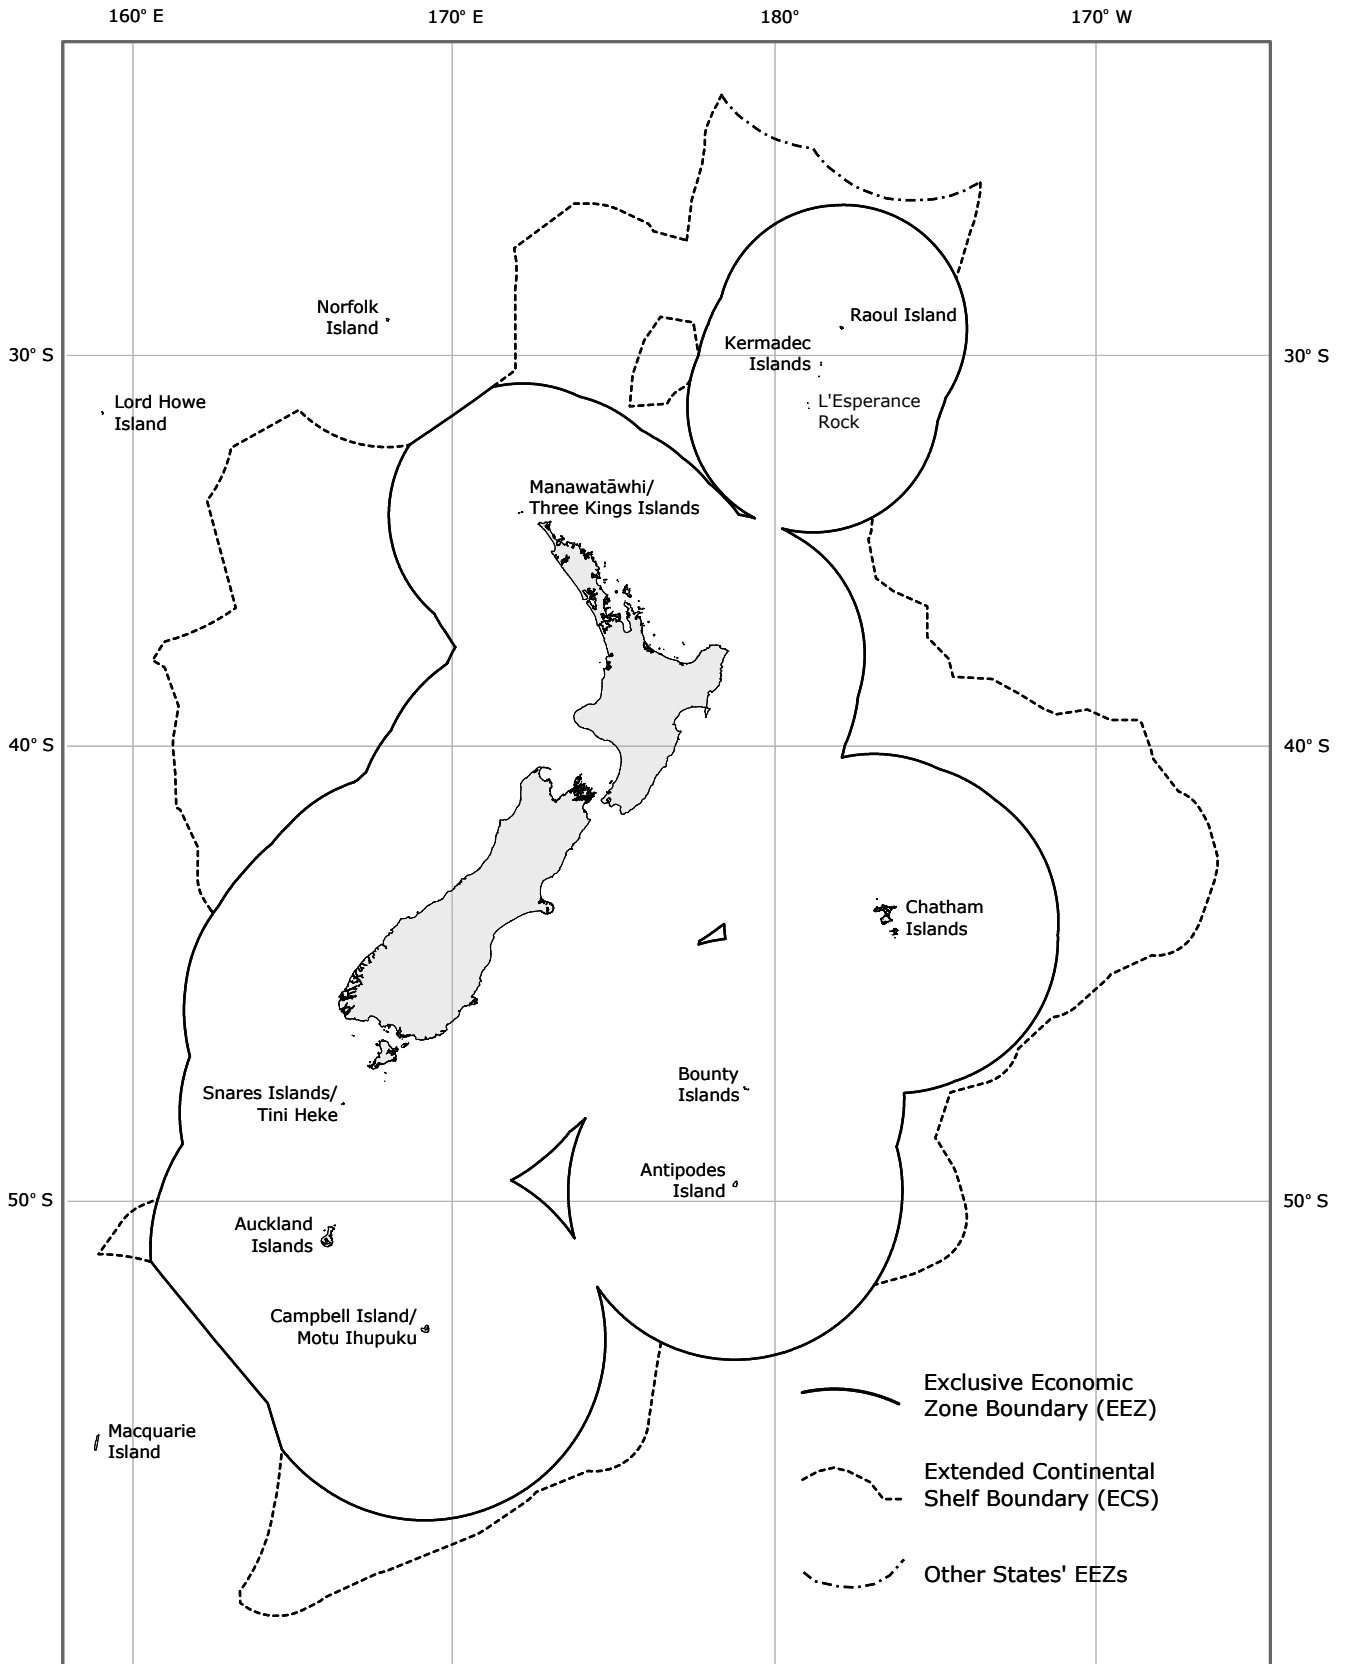 160° E
170° E
180°
170° W
Norfolk
Island
Raoul Island
Kermadec
Islands
30° S
30° S
Lord Howe
Island
L'Esperance
Rock
Manawatāwhi/
Three Kings Islands
40° S
40° S
Chatham
Islands
Bounty
Islands
Snares Islands/
Tini Heke
Antipodes
Island
50° S
50° S
Auckland
Islands
Campbell Island/
Motu Ihupuku
Macquarie
Island
Exclusive Economic
Zone Boundary (EEZ)
Extended Continental
Shelf Boundary (ECS)
Other States' EEZs